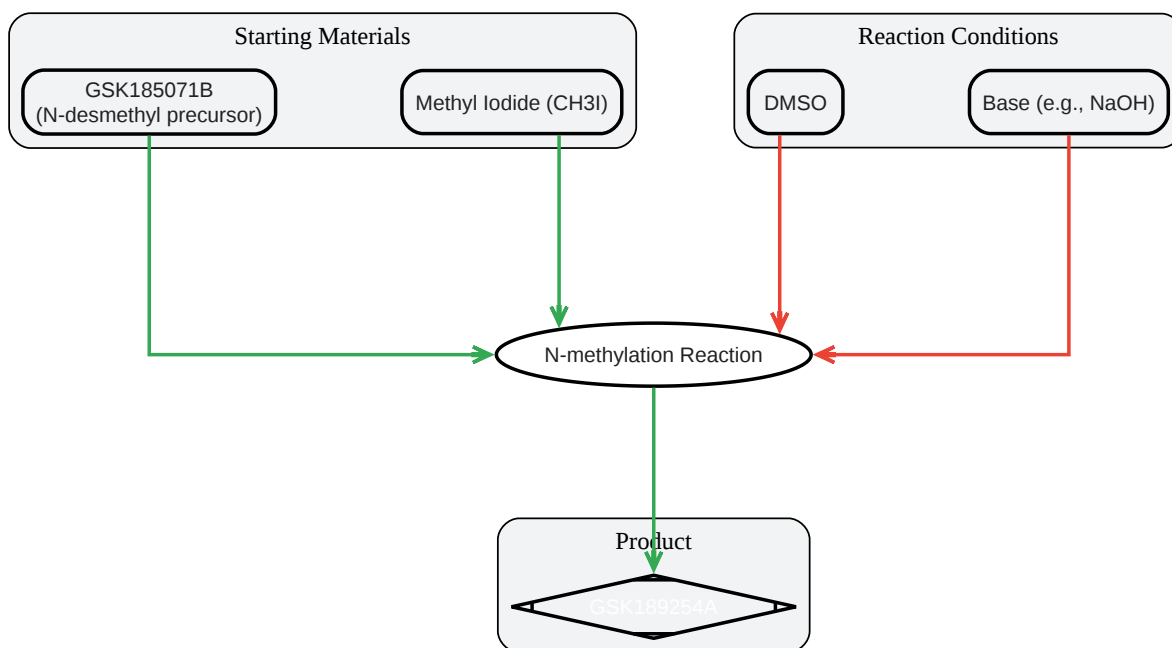 Starting Materials
Reaction Conditions
GSK185071B
(N-desmethyl precursor)
Methyl Iodide (CH3I)
DMSO
Base (e.g., NaOH)
N-methylation Reaction
Product
GSK189254A